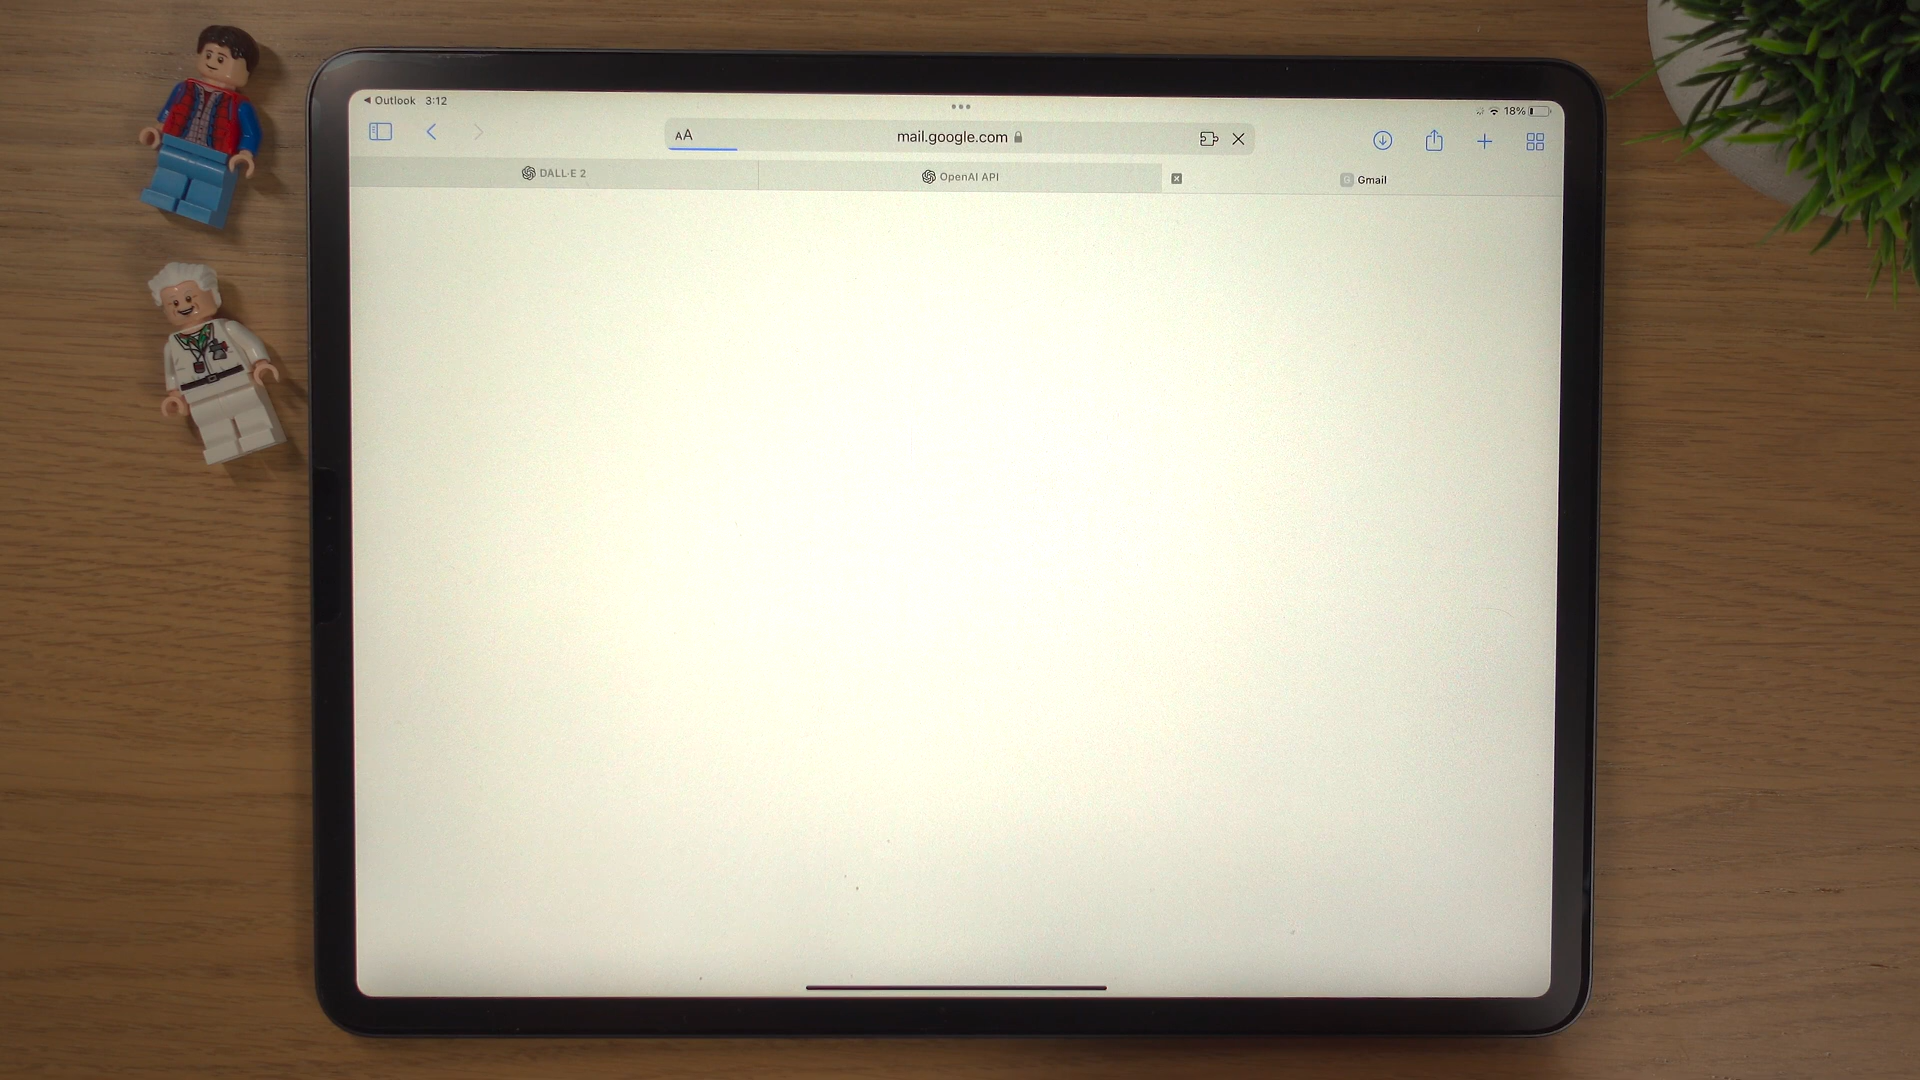 ◀ Outlook 3:12
18%
AA mail.google.com
DALL·E 2
OpenAI API
G Gmail